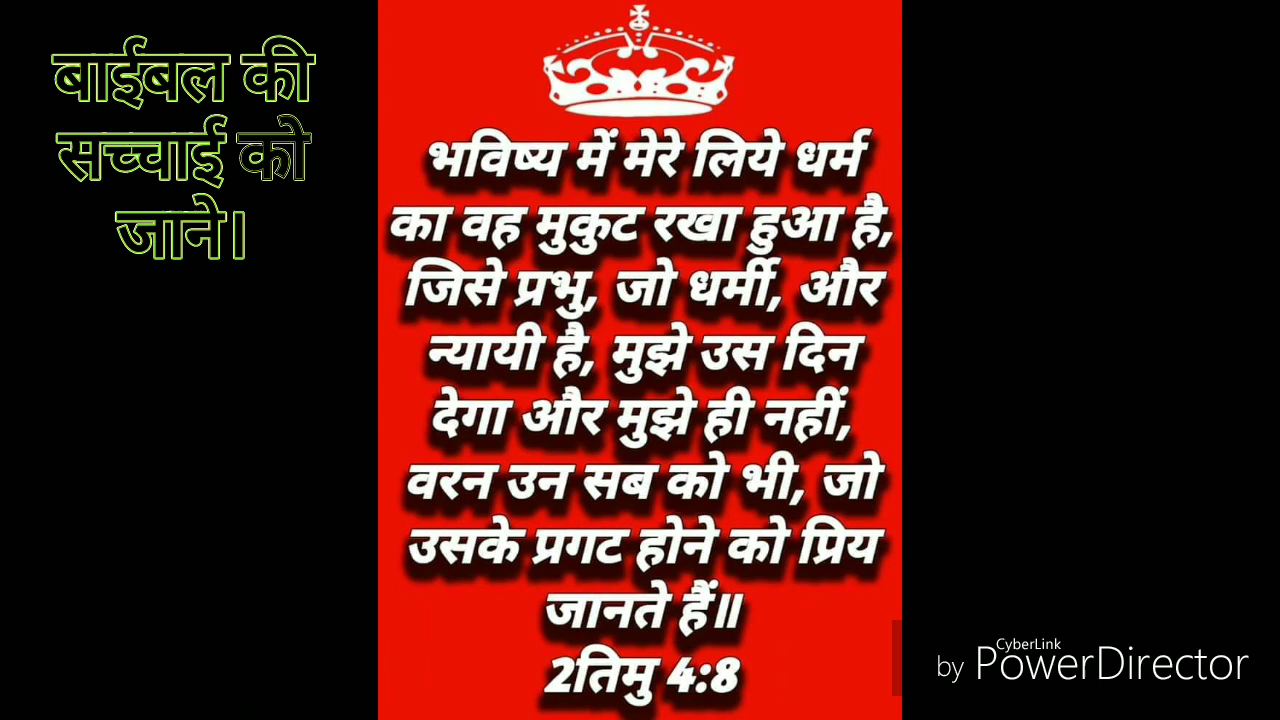 बाईबल की
सच्चाई को
जाने।
भविष्य में मेरे लिये धर्म
का वह मुकुट रखा हुआ है,
जिसे प्रभु, जो धर्मी, और
न्यायी है, मुझे उस दिन
देगा और मुझे ही नहीं,
वरन उन सब को भी, जो
उसके प्रगट होने को प्रिय
जानते हैं॥
2तिमु 4:8
CyberLink
by PowerDirector